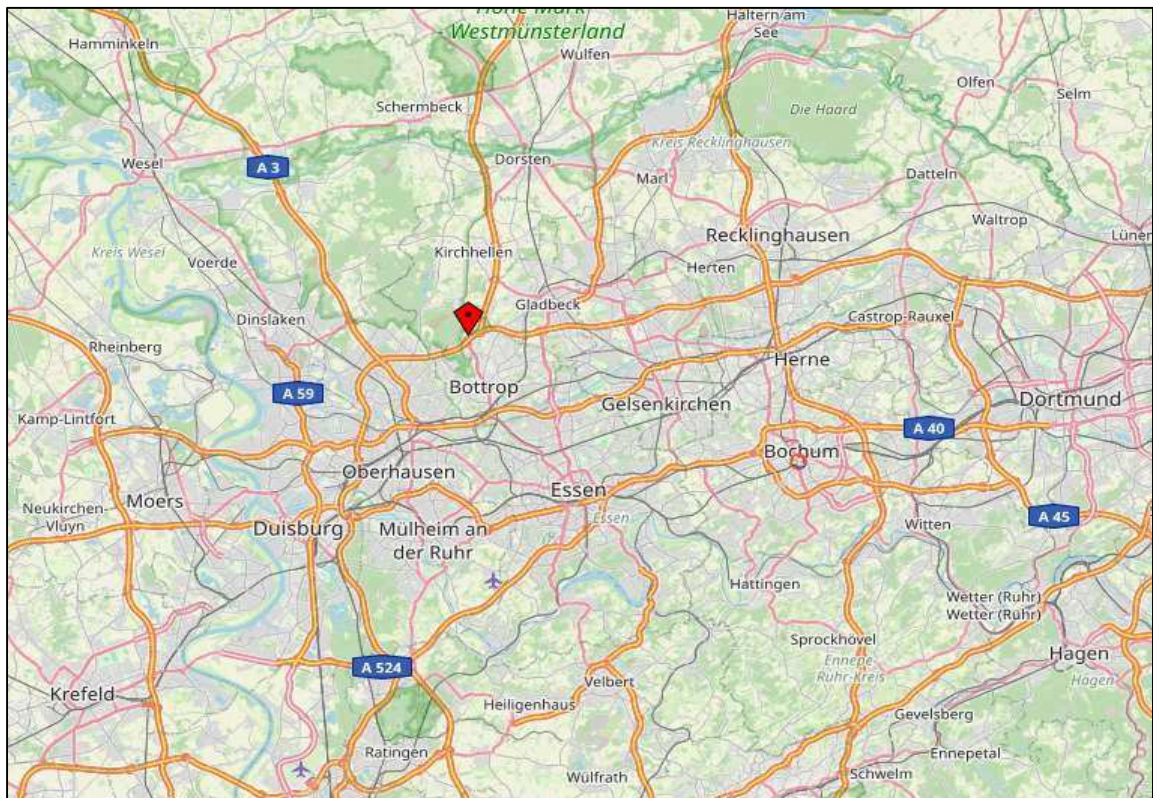 Hohe Mark
Westmünsterland
Haltern am
See
Hamminkeln
Wulfen
Olfen
Selm
Schermbeck
Die Haard
Kreis Recklinghausen
Wesel
A 3
Dorsten
Marl
Datteln
Waltrop
Kreis Wesel
Voerde
Kirchhellen
Recklinghausen
Herten
Gladbeck
Dinslaken
Castrop-Rauxel
Rheinberg
Herne
Bottrop
A 59
Gelsenkirchen
Dortmund
Kamp-Lintfort
A 40
Bochum
Oberhausen
Essen
Moers
Neukirchen-
Vluyn
Duisburg
Mülheim an
der Ruhr
Essen
A 45
Witten
Hattingen
Wetter (Ruhr)
Wetter (Ruhr)
Sprockhövel
Ennepe
Ruhr-Kreis
Hagen
Hagen
A 524
Velbert
Krefeld
Heiligenhaus
Gevelsberg
Ratingen
Ennepetal
Wülfrath
Schwelm